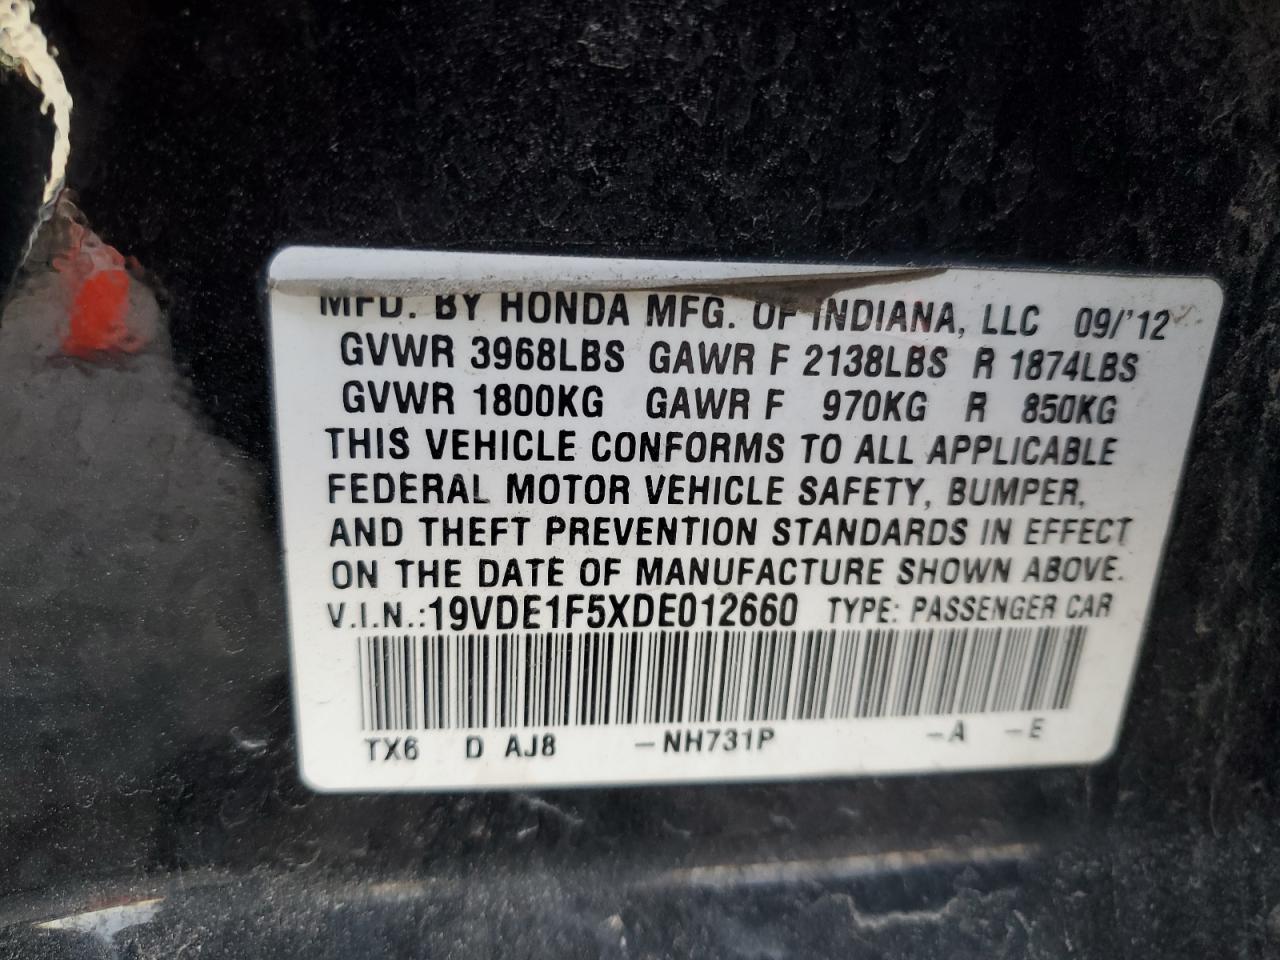 MFD. BY HONDA MFG. OF INDIANA, LLC 09/'12
GVWR 3968LBS GAWR F 2138LBS R 1874LBS
GVWR 1800KG GAWR F 970KG R 850KG
THIS VEHICLE CONFORMS TO ALL APPLICABLE
FEDERAL MOTOR VEHICLE SAFETY, BUMPER,
AND THEFT PREVENTION STANDARDS IN EFFECT
ON THE DATE OF MANUFACTURE SHOWN ABOVE.
V.I.N.:19VDE1F5XDE012660 TYPE: PASSENGER CAR
TX6 D AJ8 -NH731P -A -E